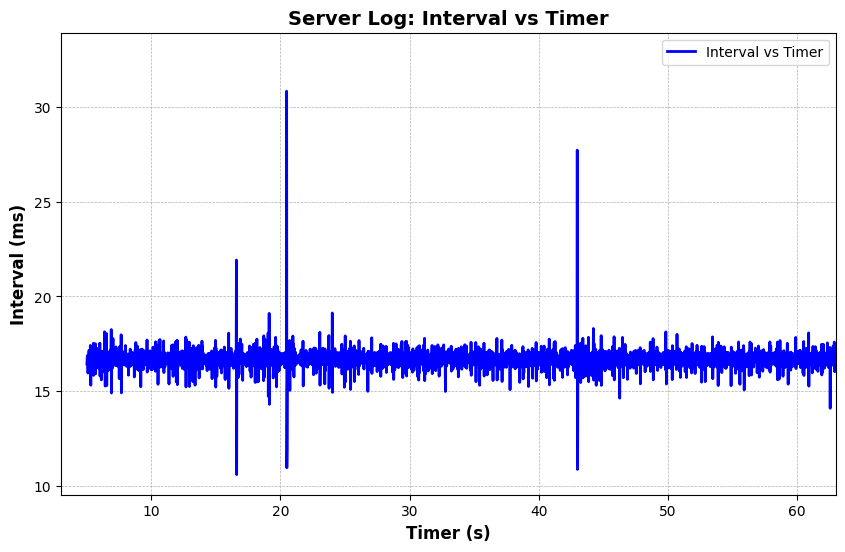 Server Log: Interval vs Timer
Interval vs Timer
30
25
20
15
10
Interval (ms)
10 20 30 40 50 60
Timer (s)